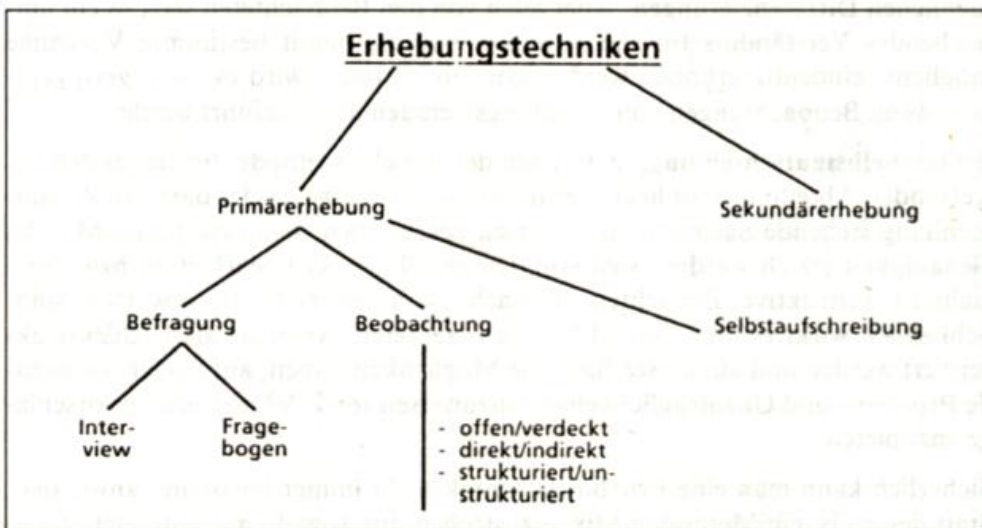 Erhebungstechniken
Primärerhebung Sekundärerhebung
Befragung Beobachtung Selbstaufschreibung
Inter- Frage- - offen/verdeckt
view bogen - direkt/indirekt
- strukturiert/un-
strukturiert